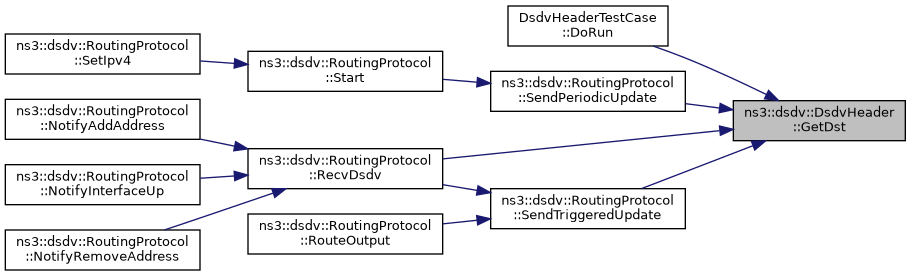 DsdvHeaderTestCase
::DoRun
ns3::dsdv::RoutingProtocol
::SetIpv4
ns3::dsdv::RoutingProtocol
::Start
ns3::dsdv::RoutingProtocol
::SendPeriodicUpdate
ns3::dsdv::DsdvHeader
::GetDst
ns3::dsdv::RoutingProtocol
::NotifyAddAddress
ns3::dsdv::RoutingProtocol
::RecvDsdv
ns3::dsdv::RoutingProtocol
::NotifyInterfaceUp
ns3::dsdv::RoutingProtocol
::SendTriggeredUpdate
ns3::dsdv::RoutingProtocol
::RouteOutput
ns3::dsdv::RoutingProtocol
::NotifyRemoveAddress